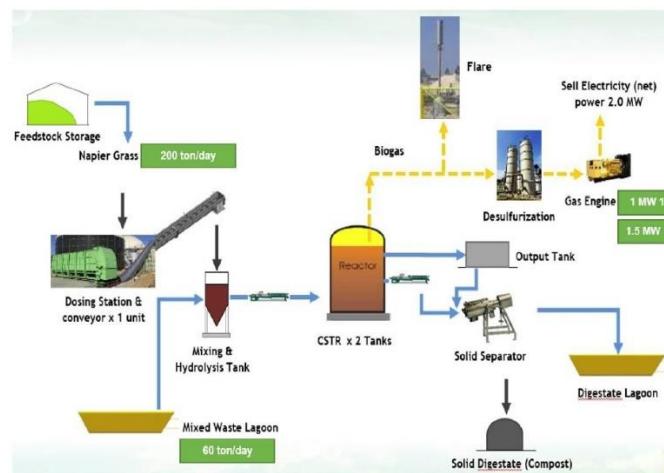 Feedstock Storage
Napier Grass
200 ton/day
Dosing Station &
conveyor x 1 unit
Mixing &
Hydrolysis Tank
Mixed Waste Lagoon
60 ton/day
Flare
Biogas
Reactor
CSTR x 2 Tanks
Desulfurization
Sell Electricity (net)
power 2.0 MW
Gas Engine
1 MW 1
1.5 MW
Output Tank
Solid Separator
Digestate Lagoon
Solid Digestate (Compost)